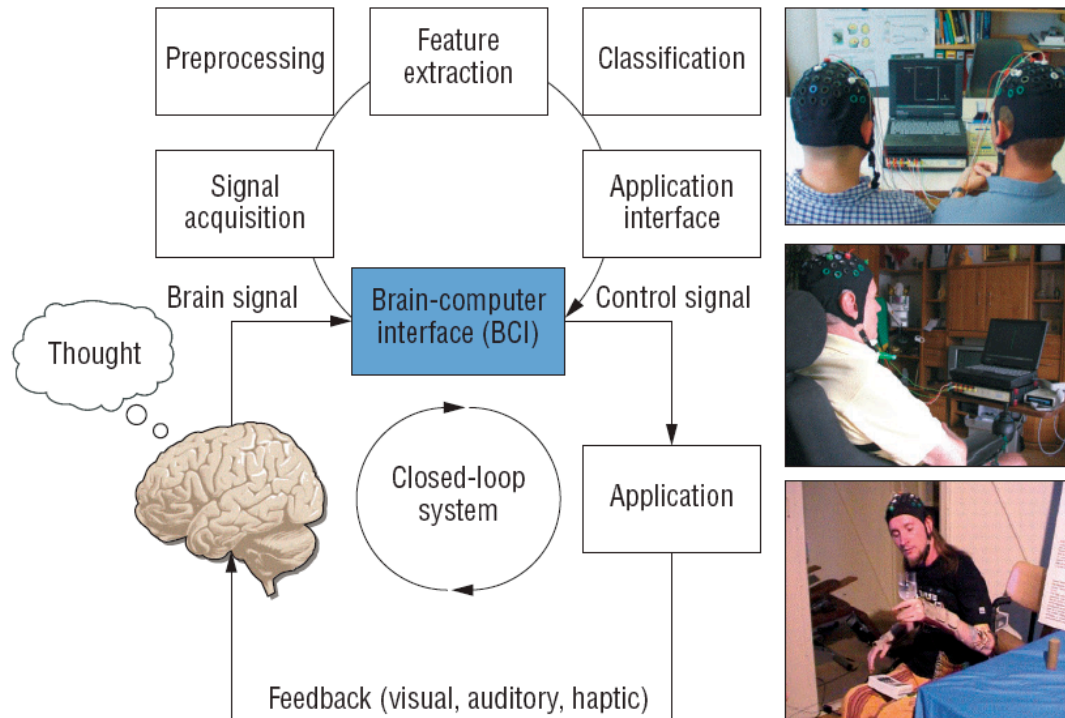 Preprocessing
Feature
extraction
Classification
Signal
acquisition
Application
interface
Brain signal
Brain-computer
interface (BCI)
Control signal
Thought
Closed-loop
system
Application
Feedback (visual, auditory, haptic)